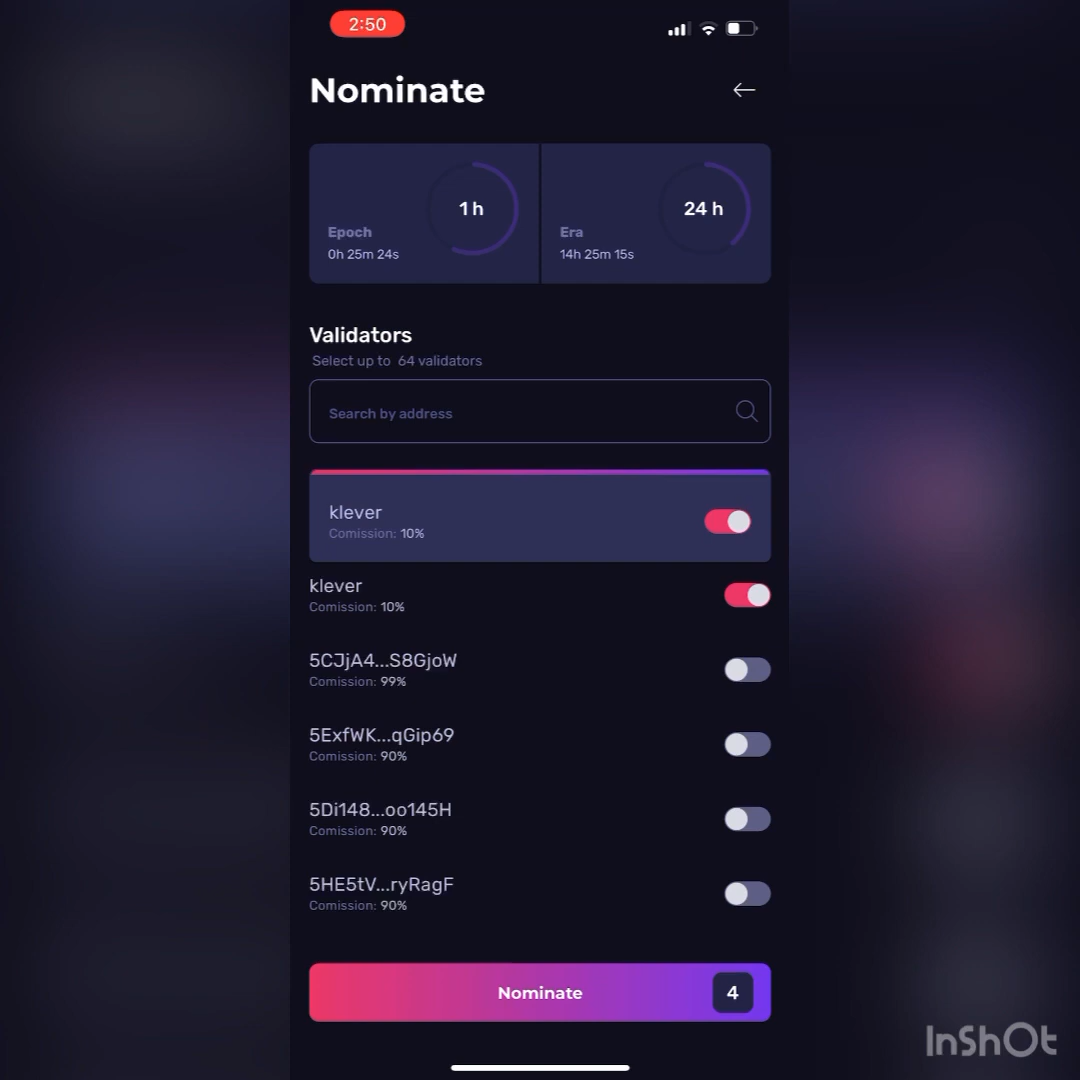 2:50
Nominate
1 h
Epoch
0h 25m 24s
24 h
Era
14h 25m 15s
Validators
Select up to 64 validators
Search by address
klever
Comission: 10%
klever
Comission: 10%
5CJjA4...S8GjoW
Comission: 99%
5ExfWK...qGip69
Comission: 90%
5Di148...oo145H
Comission: 90%
5HE5tV...ryRagF
Comission: 90%
Nominate 4
InShOt